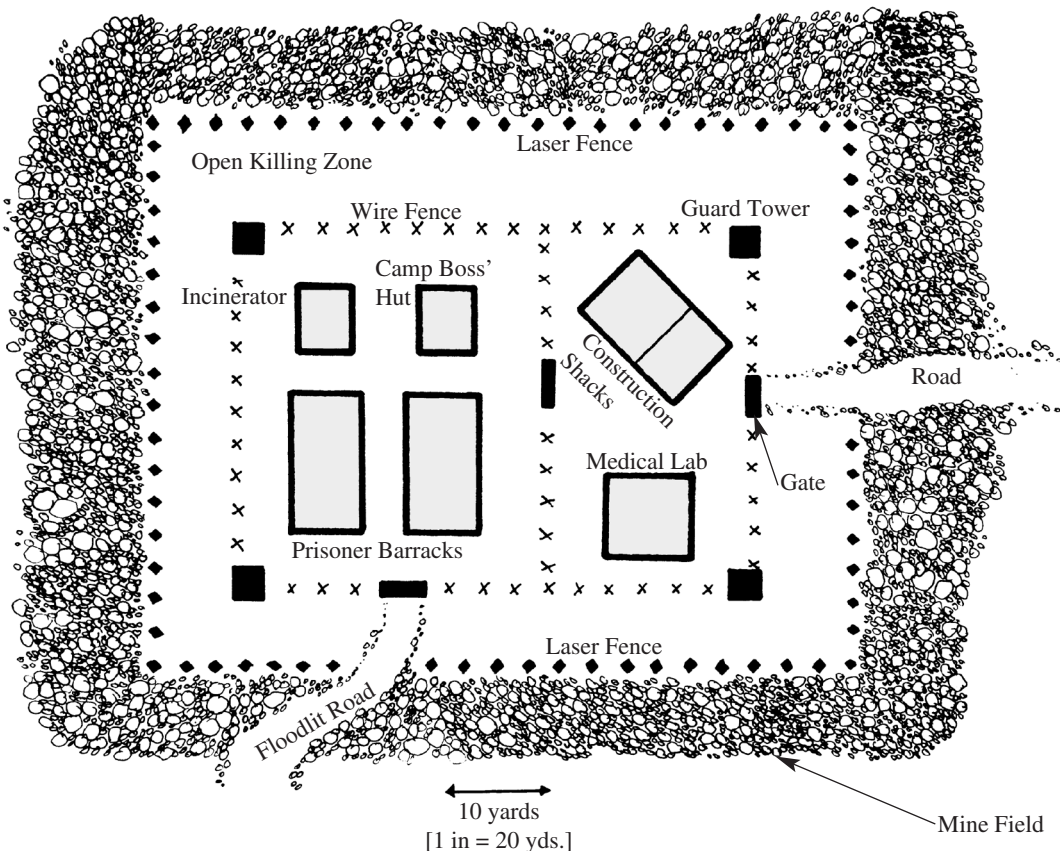 Laser Fence
Open Killing Zone
Wire Fence
Guard Tower
Incinerator
Camp Boss’
Hut
Construction
Shacks
Road
Medical Lab
Gate
Prisoner Barracks
Laser Fence
Floodlit Road
10 yards
[1 in = 20 yds.]
Mine Field